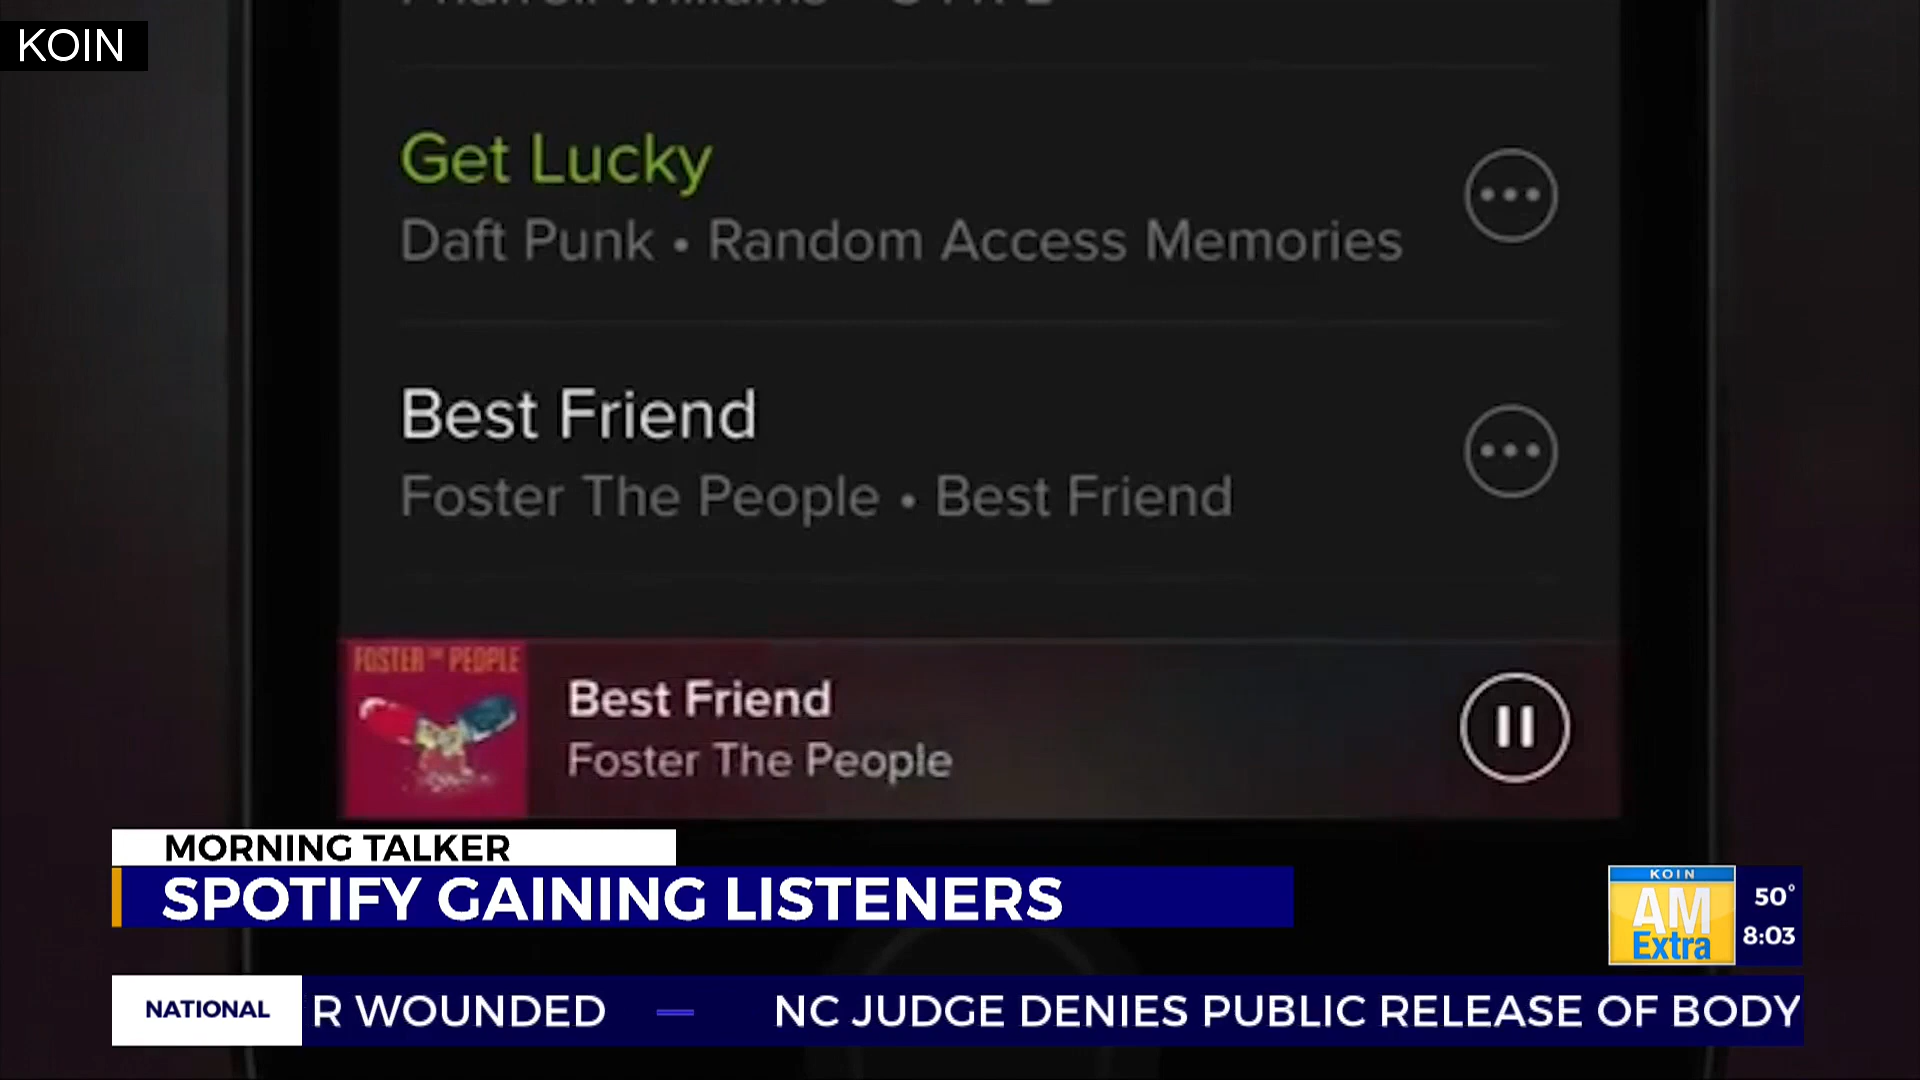 KOIN
Get Lucky
Daft Punk • Random Access Memories
Best Friend
Foster The People • Best Friend
FOSTER THE PEOPLE
Best Friend
Foster The People
MORNING TALKER
SPOTIFY GAINING LISTENERS
KOIN
AM
Extra
50°
8:03
NATIONAL
R WOUNDED — NC JUDGE DENIES PUBLIC RELEASE OF BODY